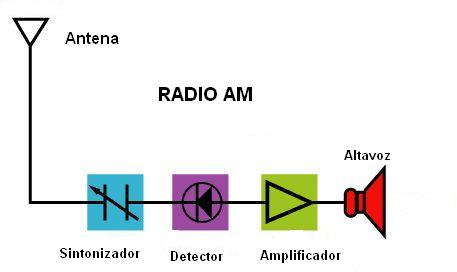 Antena
RADIO AM
Altavoz
Sintonizador
Detector
Amplificador